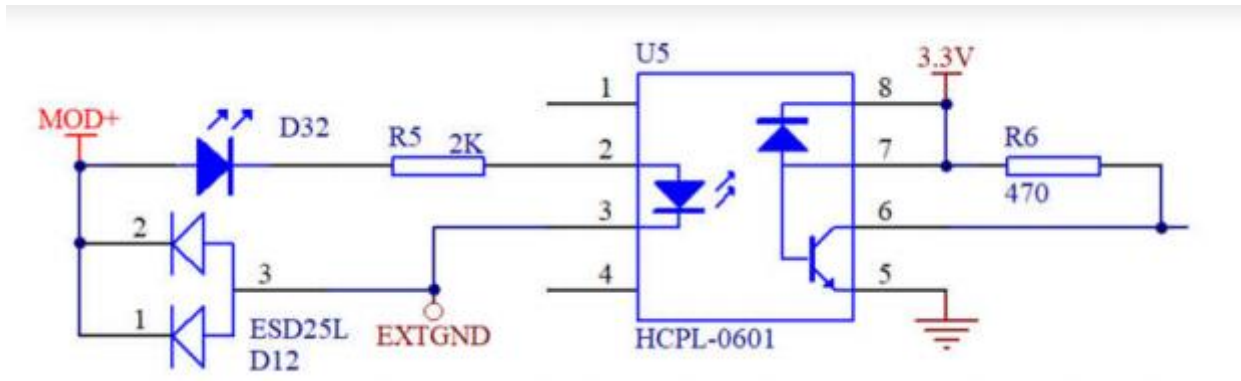 U5
3.3V
MOD+
D32
R5
2K
R6
470
1
2
3
4
8
7
6
5
2
1
3
ESD25L
D12
EXTGND
HCPL-0601